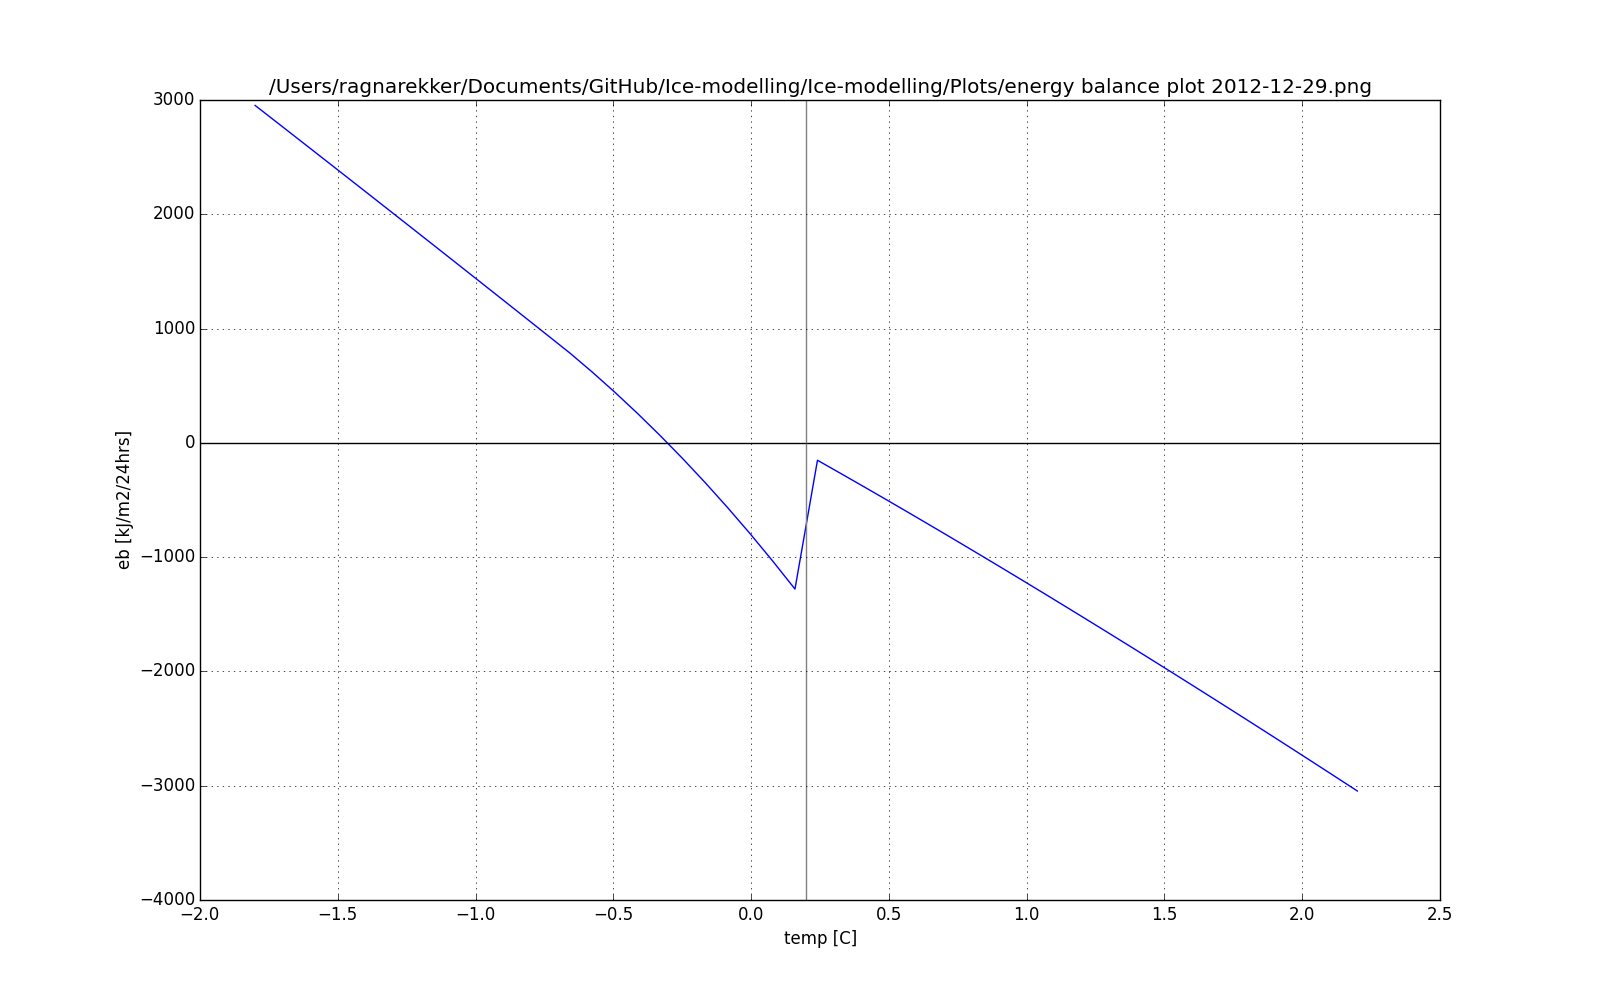 /Users/ragnarekker/Documents/GitHub/Ice-modelling/Ice-modelling/Plots/energy balance plot 2012-12-29.png
3000
2000
1000
0
−1000
−2000
−3000
−4000
eb [kJ/m2/24hrs]
−2.0 −1.5 −1.0 −0.5 0.0 0.5 1.0 1.5 2.0 2.5
temp [C]